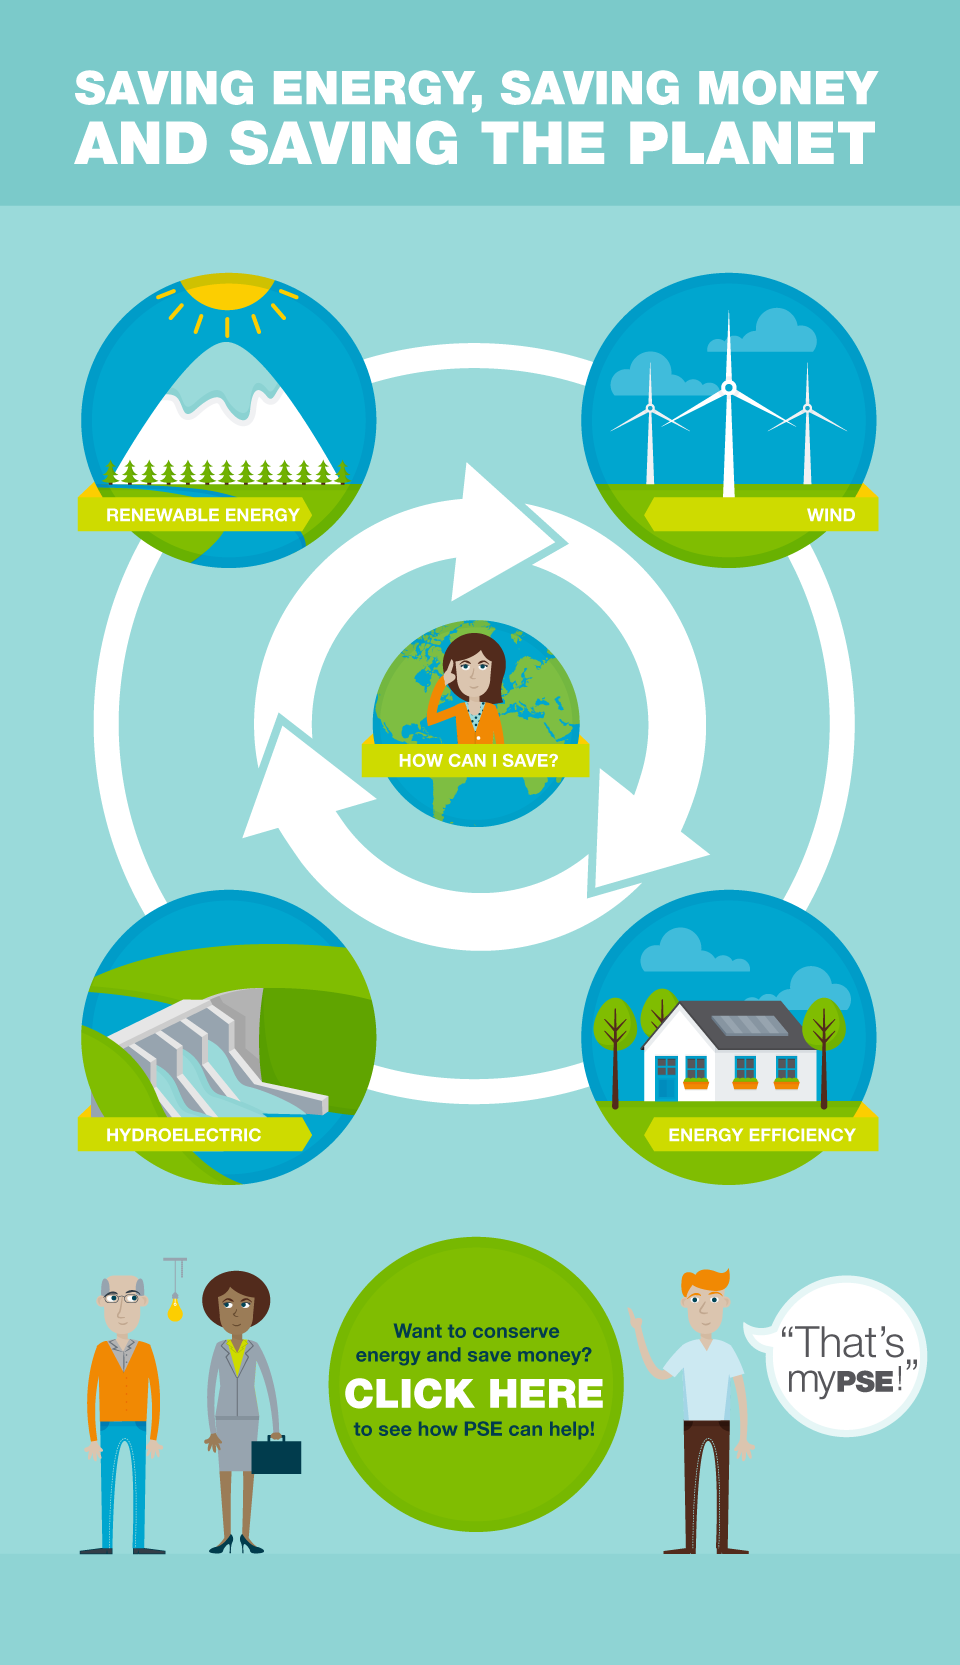 SAVING ENERGY, SAVING MONEY
AND SAVING THE PLANET
RENEWABLE ENERGY
WIND
HOW CAN I SAVE?
HYDROELECTRIC
ENERGY EFFICIENCY
Want to conserve
energy and save money?
CLICK HERE
to see how PSE can help!
“That’s
myPSE!”